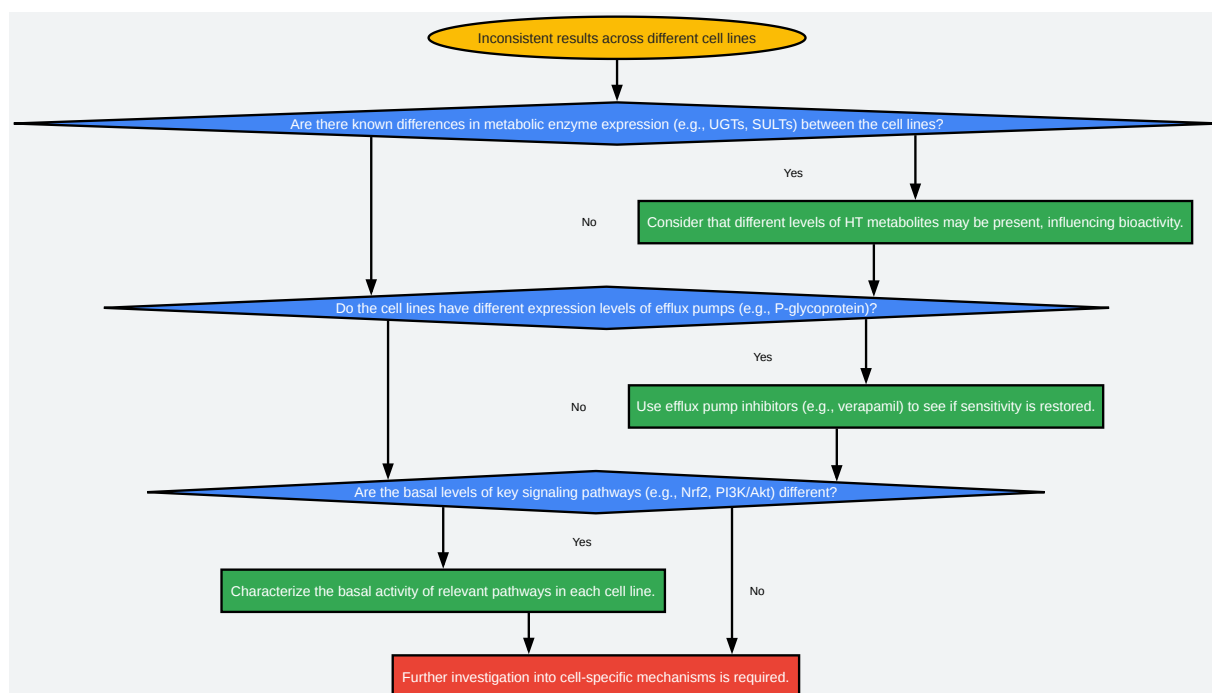 Inconsistent results across different cell lines
Are there known differences in metabolic enzyme expression (e.g., UGTs, SULTs) between the cell lines?
Yes
No
Consider that different levels of HT metabolites may be present, influencing bioactivity.
Do the cell lines have different expression levels of efflux pumps (e.g., P-glycoprotein)?
Yes
No
Use efflux pump inhibitors (e.g., verapamil) to see if sensitivity is restored.
Are the basal levels of key signaling pathways (e.g., Nrf2, PI3K/Akt) different?
Yes
Characterize the basal activity of relevant pathways in each cell line.
No
Further investigation into cell-specific mechanisms is required.